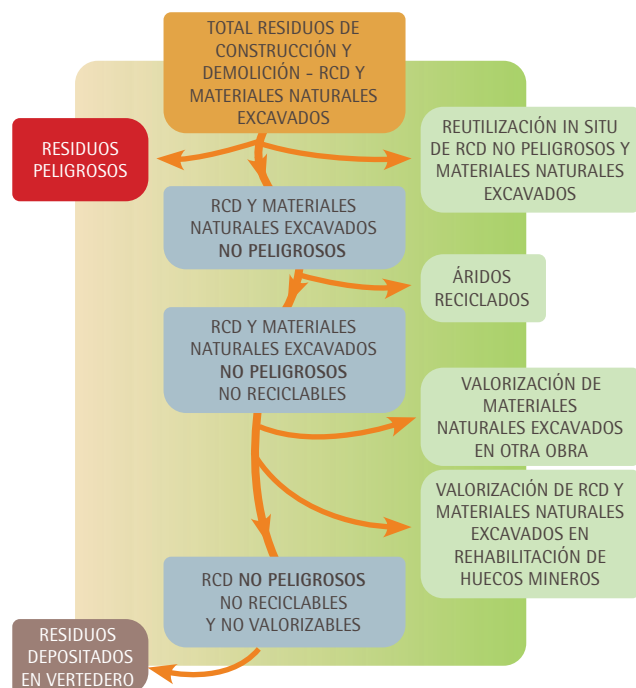 TOTAL RESIDUOS DE
CONSTRUCCIÓN Y
DEMOLICIÓN - RCD Y
MATERIALES NATURALES
EXCAVADOS
RESIDUOS
PELIGROSOS
REUTILIZACIÓN IN SITU
DE RCD NO PELIGROSOS Y
MATERIALES NATURALES
EXCAVADOS
RCD Y MATERIALES
NATURALES EXCAVADOS
NO PELIGROSOS
ÁRIDOS
RECICLADOS
RCD Y MATERIALES
NATURALES EXCAVADOS
NO PELIGROSOS
NO RECICLABLES
VALORIZACIÓN DE
MATERIALES
NATURALES EXCAVADOS
EN OTRA OBRA
VALORIZACIÓN DE RCD Y
MATERIALES NATURALES
EXCAVADOS EN
REHABILITACIÓN DE
HUECOS MINEROS
RCD NO PELIGROSOS
NO RECICLABLES
Y NO VALORIZABLES
RESIDUOS
DEPOSITADOS
EN VERTEDERO